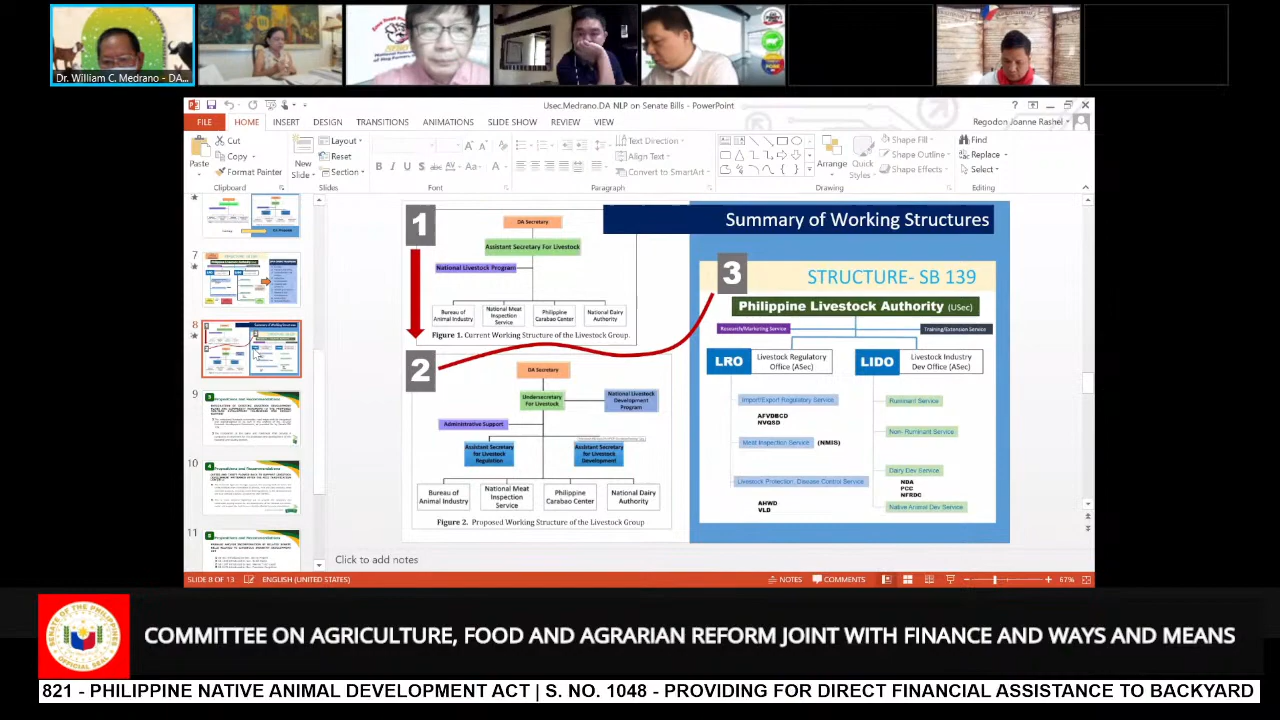 Dr. William C. Medrano - DA...
Usec.Medrano.DA NLP on Senate Bills - PowerPoint
FILE HOME INSERT DESIGN TRANSITIONS ANIMATIONS SLIDE SHOW REVIEW VIEW
Regodon Joanne Rashel
Paste
Cut
Copy
Format Painter
Clipboard
New
Slide
Layout
Reset
Section
Slides
Font
Text Direction
Align Text
Convert to SmartArt
Paragraph
Arrange
Quick
Styles
Shape Fill
Shape Outline
Shape Effects
Drawing
Find
Replace
Select
Editing
7
8
9
10
11
Summary of Working Structures
1
DA Secretary
Assistant Secretary For Livestock
National Livestock Program
Bureau of
Animal Industry
National Meat
Inspection
Service
Philippine
Carabao Center
National Dairy
Authority
Figure 1. Current Working Structure of the Livestock Group.
2
DA Secretary
Undersecretary
For Livestock
National Livestock
Development
Program
Administrative Support
Assistant Secretary
for Livestock
Regulation
Assistant Secretary
for Livestock
Development
Bureau of
Animal Industry
National Meat
Inspection
Service
Philippine
Carabao Center
National Dairy
Authority
Figure 2. Proposed Working Structure of the Livestock Group
3
STRUCTURE- SB 139
Philippine Livestock Authority (USec)
Research/Marketing Service
Training/Extension Service
LRO
Livestock Regulatory
Office (ASec)
LIDO
Livestock Industry
Dev Office (ASec)
Import/Export Regulatory Service
AFVDBCD
NVQSD
Meat Inspection Service (NMIS)
Livestock Protection, Disease Control Service
AHWD
VLD
Ruminant Service
Non- Ruminant Service
Dairy Dev Service
NDA
PCC
NFRDC
Native Animal Dev Service
Click to add notes
SLIDE 8 OF 13 ENGLISH (UNITED STATES) NOTES COMMENTS 67%
COMMITTEE ON AGRICULTURE, FOOD AND AGRARIAN REFORM JOINT WITH FINANCE AND WAYS AND MEANS
821 - PHILIPPINE NATIVE ANIMAL DEVELOPMENT ACT | S. NO. 1048 - PROVIDING FOR DIRECT FINANCIAL ASSISTANCE TO BACKYARD